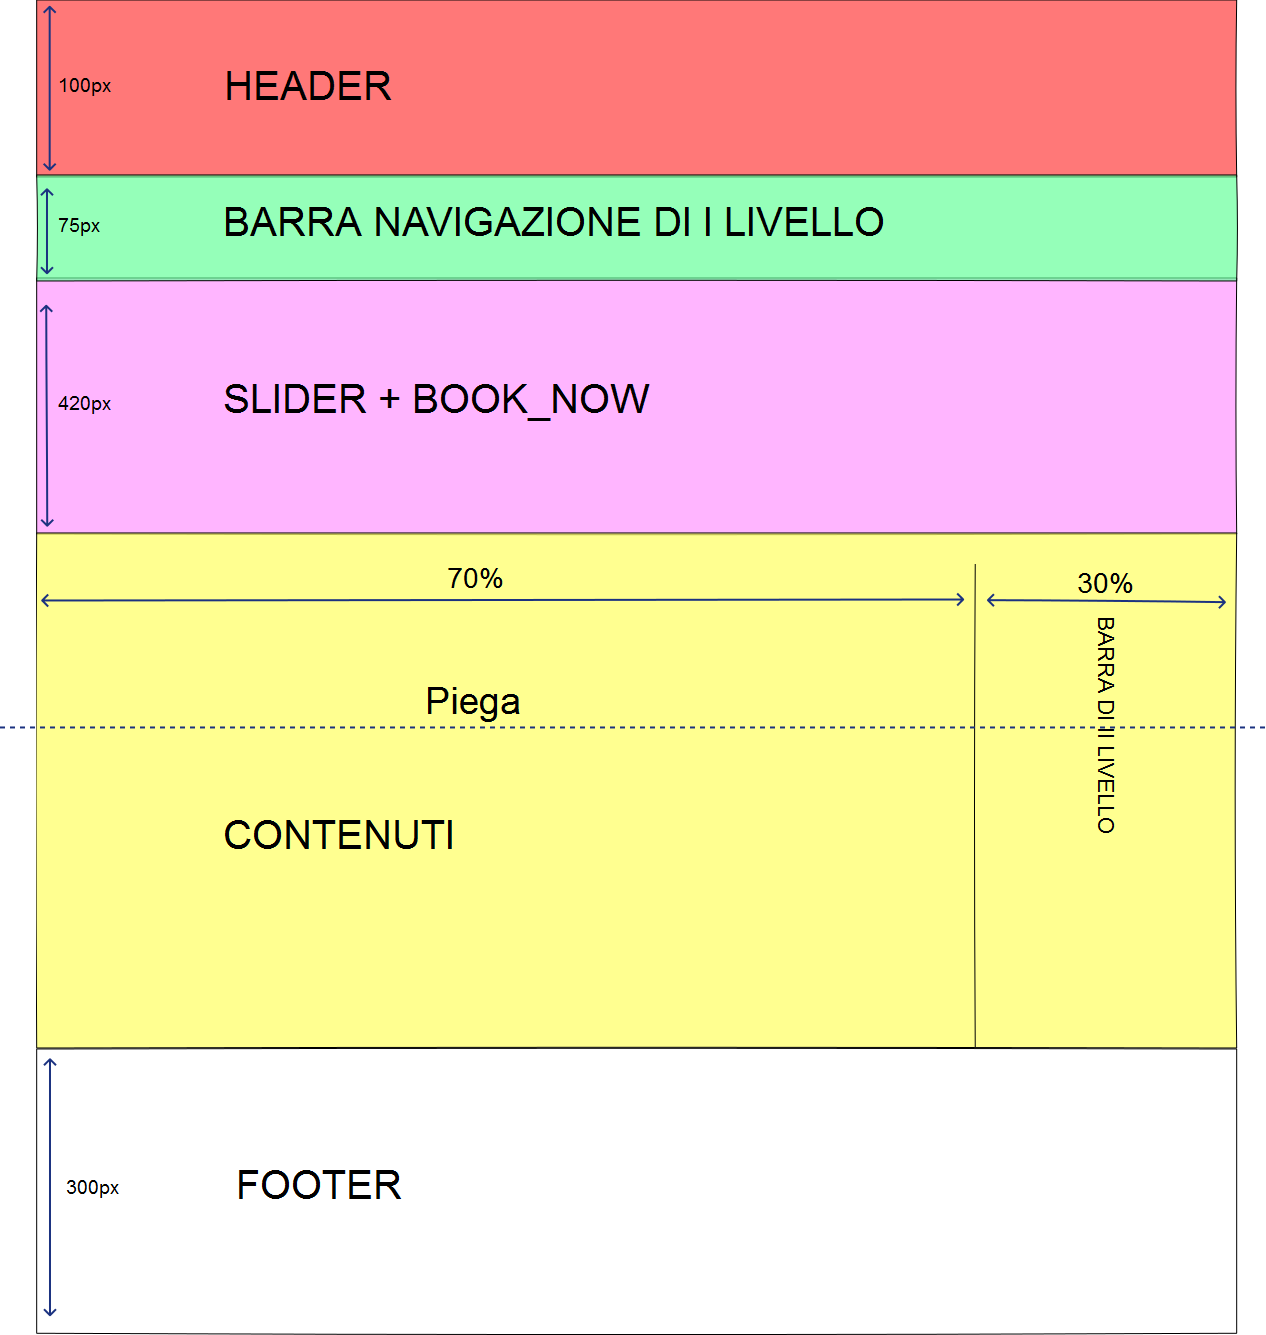 100px
HEADER
75px
BARRA NAVIGAZIONE DI I LIVELLO
420px
SLIDER + BOOK_NOW
70%
30%
BARRA DI II LIVELLO
Piega
CONTENUTI
300px
FOOTER